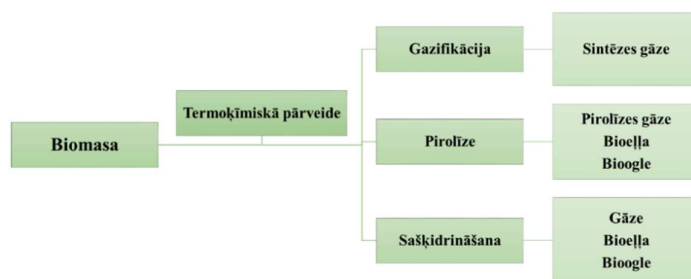 Biomasa
Termoķīmiskā pārveide
Gazifikācija
Sintēzes gāze
Pirolīze
Pirolīzes gāze
Bioeļļa
Bioogle
Sašķidrināšana
Gāze
Bioeļļa
Bioogle